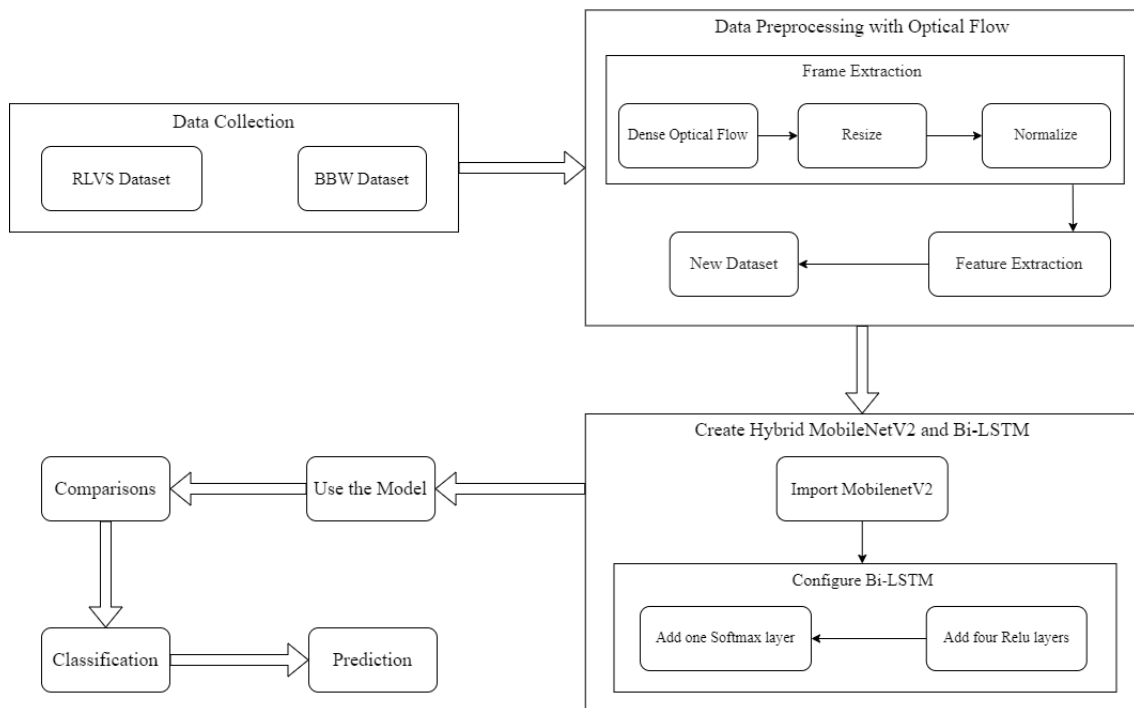 Data Preprocessing with Optical Flow
Frame Extraction
Dense Optical Flow
Resize
Normalize
Data Collection
RLVS Dataset
BBW Dataset
New Dataset
Feature Extraction
Create Hybrid MobileNetV2 and Bi-LSTM
Import MobilenetV2
Configure Bi-LSTM
Add one Softmax layer
Add four Relu layers
Comparisons
Use the Model
Classification
Prediction